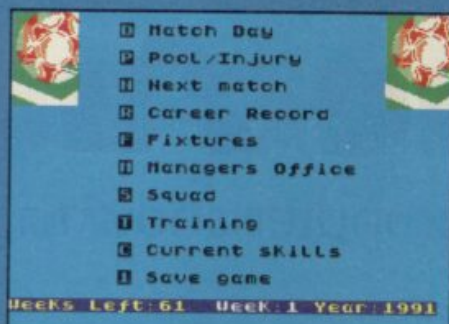 Match Day
P Pool/Injury
Next match
Career Record
F Fixtures
Managers Office
S Squad
T Training
C Current sKills
Save game
WeeKs Left:61 WeeK:1 Year:1991